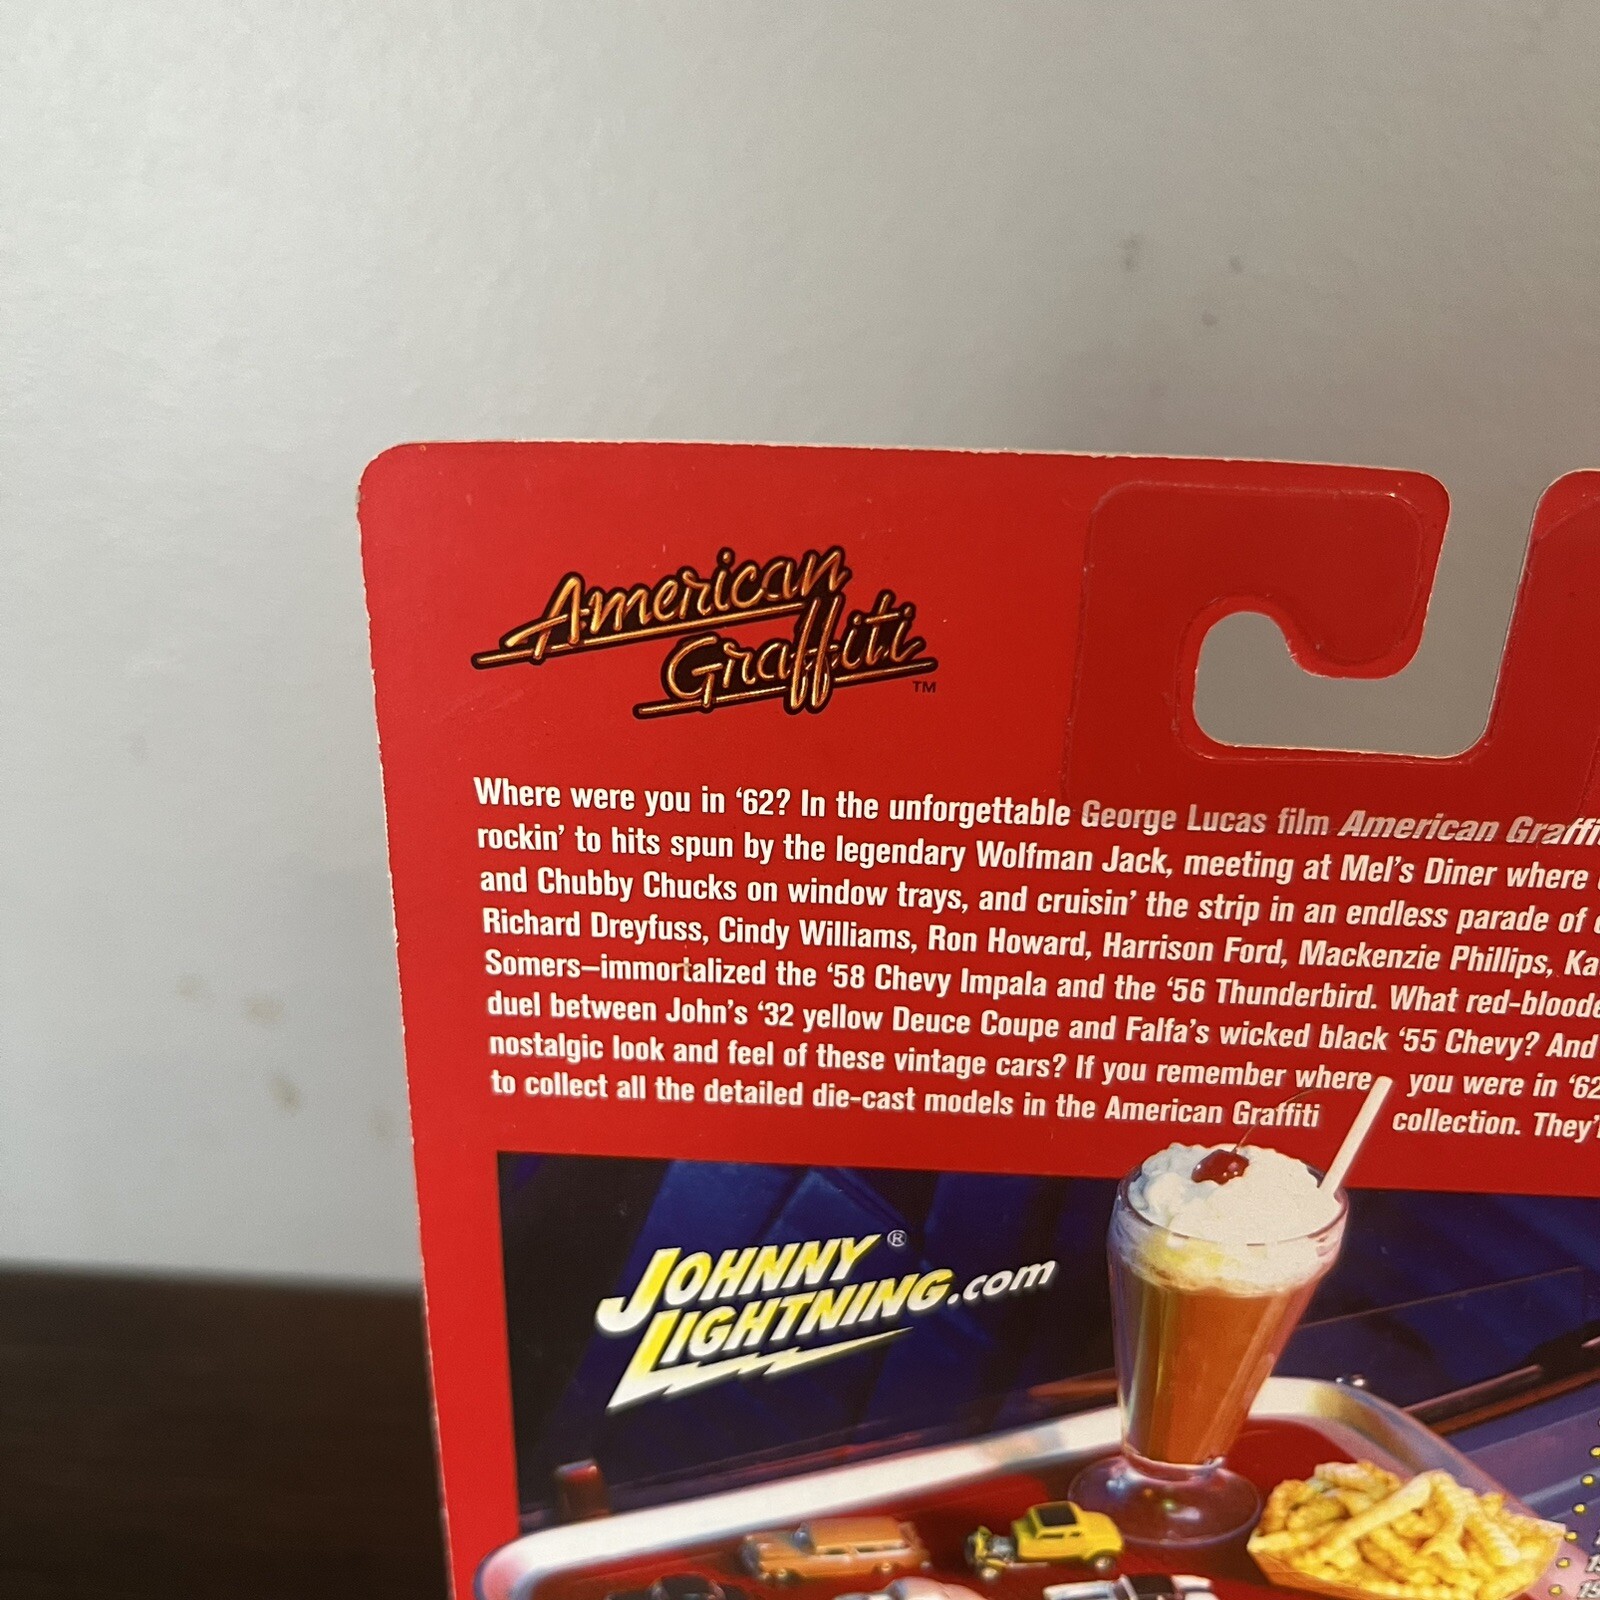 American
Graffiti
TM
Where were you in '62? In the unforgettable George Lucas film American
rockin' to hits spun by the legendary Wolfman Jack, meeting at Mel's Diner where
and Chubby Chucks on window trays, and cruisin' the strip in an endless parade of
Richard Dreyfuss, Cindy Williams, Ron Howard, Harrison Ford, Mackenzie Phillips,
Somers–immortalized the '58 Chevy Impala and the '56 Thunderbird. What
duel between John's '32 yellow Deuce Coupe and Falfa's wicked black '55 Chevy? And
nostalgic look and feel of these vintage cars? If you remember where you were in '62
to collect all the detailed die-cast models in the American Graffiti collection.
JOHNNY ®
LIGHTNING.com